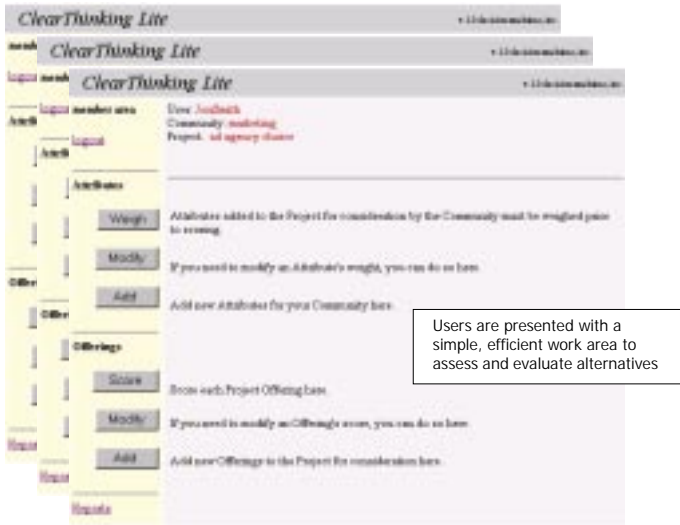 ClearThinking Lite
ClearThinking Lite
ClearThinking Lite
member area
logout
User: JonSmith
Community: marketing
Project: ad agency choice
Attributes
Weigh
Attributes added to the Project for consideration by the Community must be weighed prior
to scoring.
Modify
If you need to modify an Attribute's weight, you can do so here.
Add
Add new Attributes for your Community here.
Users are presented with a
simple, efficient work area to
assess and evaluate alternatives
Offerings
Score
Score each Project Offering here.
Modify
If you need to modify an Offering's score, you can do so here.
Add
Add new Offerings to the Project for consideration here.
Reports